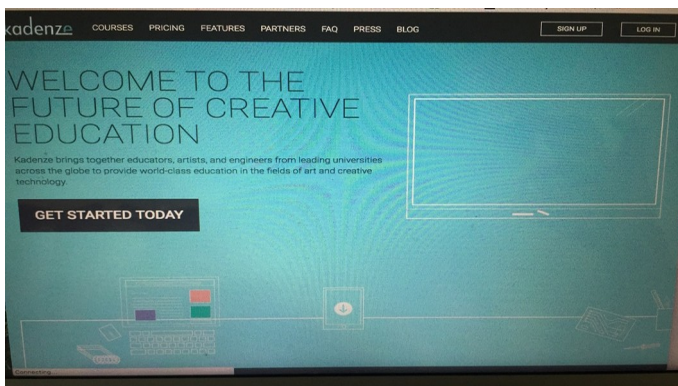 kadenze
COURSES PRICING FEATURES PARTNERS FAQ PRESS BLOG
SIGN UP LOG IN
WELCOME TO THE
FUTURE OF CREATIVE
EDUCATION
Kadenze brings together educators, artists, and engineers from leading universities
across the globe to provide world-class education in the fields of art and creative
technology.
GET STARTED TODAY
Connecting...